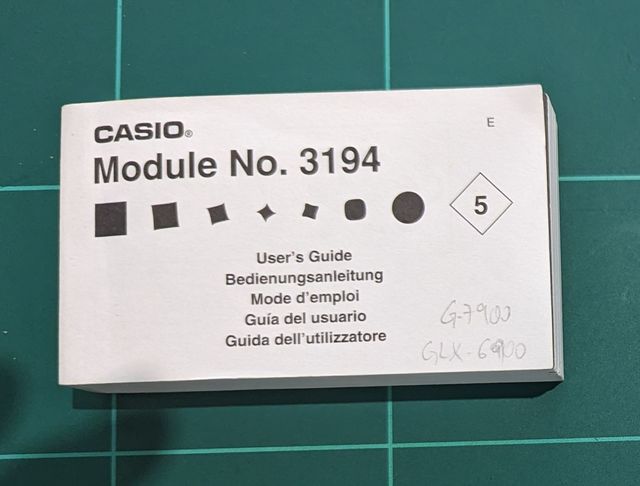 CASIO®
E
Module No. 3194
5
User's Guide
Bedienungsanleitung
Mode d'emploi
Guía del usuario
Guida dell'utilizzatore
G-7900
GLX-6900